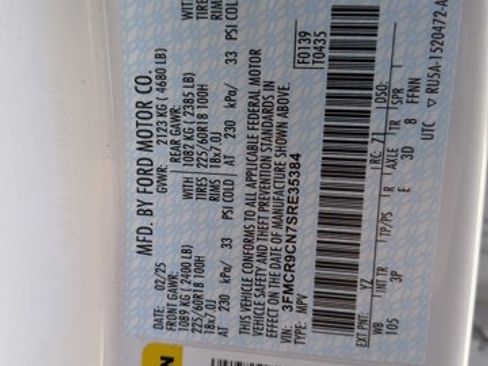 MFD. BY FORD MOTOR CO.
DATE: 02/25 GVWR: 2123 KG ( 4680 LB)
FRONT GAWR: REAR GAWR:
1089 KG ( 2400 LB) WITH 1082 KG ( 2385 LB) WITH
225/60R18 100H TIRES 225/60R18 100H TIRES
18x7.0J RIMS 18x7.0J RIMS
AT 230 kPa/ 33 PSI COLD AT 230 kPa/ 33 PSI COLD
THIS VEHICLE CONFORMS TO ALL APPLICABLE FEDERAL MOTOR
VEHICLE SAFETY AND THEFT PREVENTION STANDARDS IN
EFFECT ON THE DATE OF MANUFACTURE SHOWN ABOVE.
VIN: 3FMCR9CN7SRE35384 F0139
TYPE: MPV T0435
EXT PNT: YZ RC: 71 DSO:
WB INT TR TP/PS R AXLE TR SPR
105 3P E 3D 8 FFNN
UTC ▽ RU5A-1520472-A
N